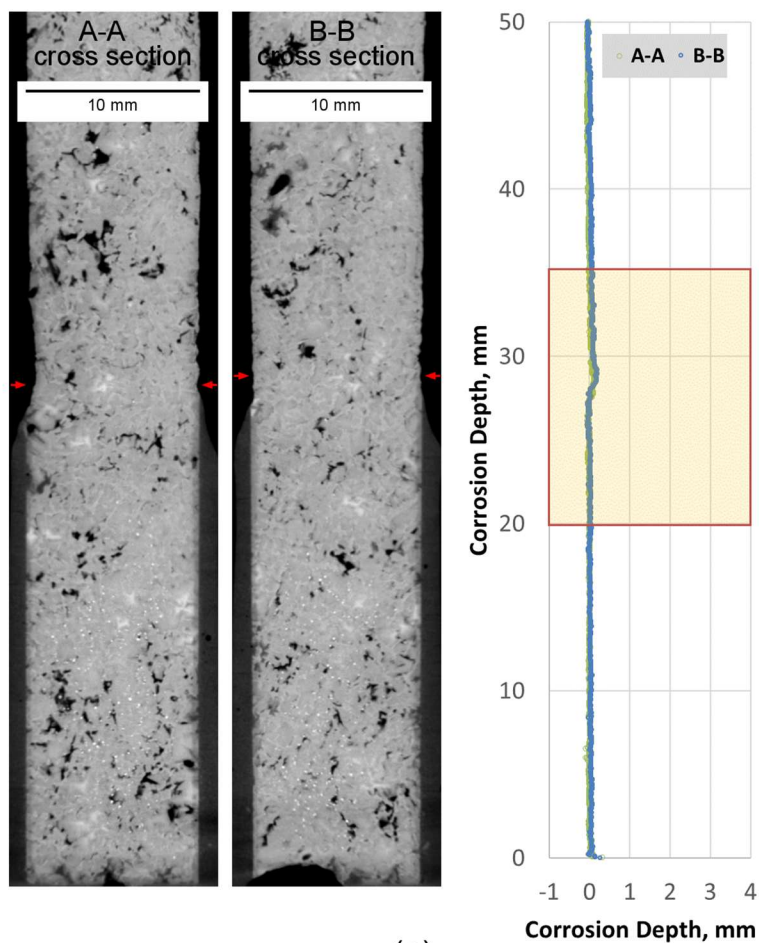 A-A
cross section
10 mm
B-B
cross section
10 mm
A-A B-B
50
40
30
20
10
0
-1 0 1 2 3 4
Corrosion Depth, mm
Corrosion Depth, mm